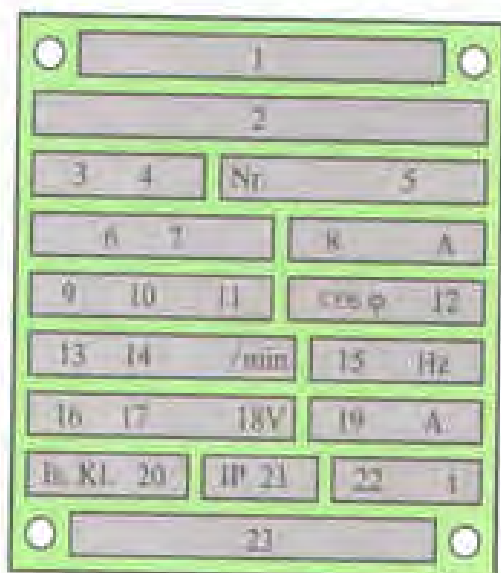 1
2
3 4 Nr. 5
6 7 8 A
9 10 11 cos φ 12
13 14 /min 15 Hz
16 17 18V 19 A
Is. Kl. 20 IP 21 22 t
23